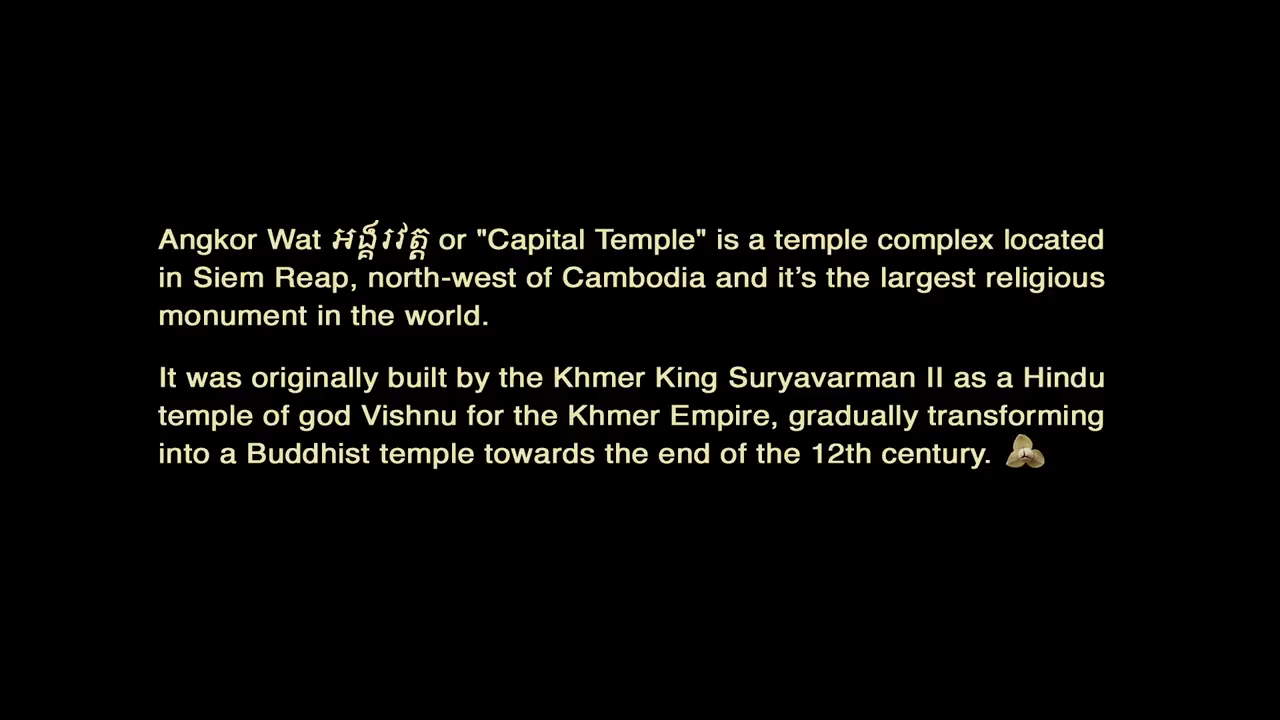 Angkor Wat អង្គរវត្ត or "Capital Temple" is a temple complex located
in Siem Reap, north-west of Cambodia and it’s the largest religious
monument in the world.
It was originally built by the Khmer King Suryavarman II as a Hindu
temple of god Vishnu for the Khmer Empire, gradually transforming
into a Buddhist temple towards the end of the 12th century.